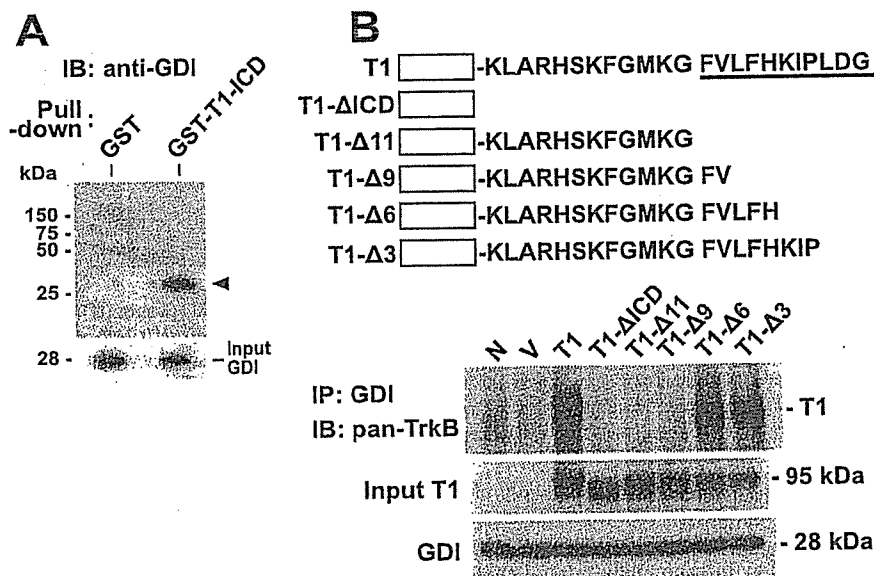 A
IB: anti-GDI
Pull
-down :
GST
GST-T1-ICD
kDa
150 -
75 -
50 -
25 -
28 -
Input
GDI
B
T1 -KLARHSKFGMKG FVLFHKIPLDG
T1-ΔICD
T1-Δ11 -KLARHSKFGMKG
T1-Δ9 -KLARHSKFGMKG FV
T1-Δ6 -KLARHSKFGMKG FVLFH
T1-Δ3 -KLARHSKFGMKG FVLFHKIP
N V T1 T1-ΔICD T1-Δ11 T1-Δ9 T1-Δ6 T1-Δ3
IP: GDI
IB: pan-TrkB
- T1
Input T1
- 95 kDa
GDI
- 28 kDa